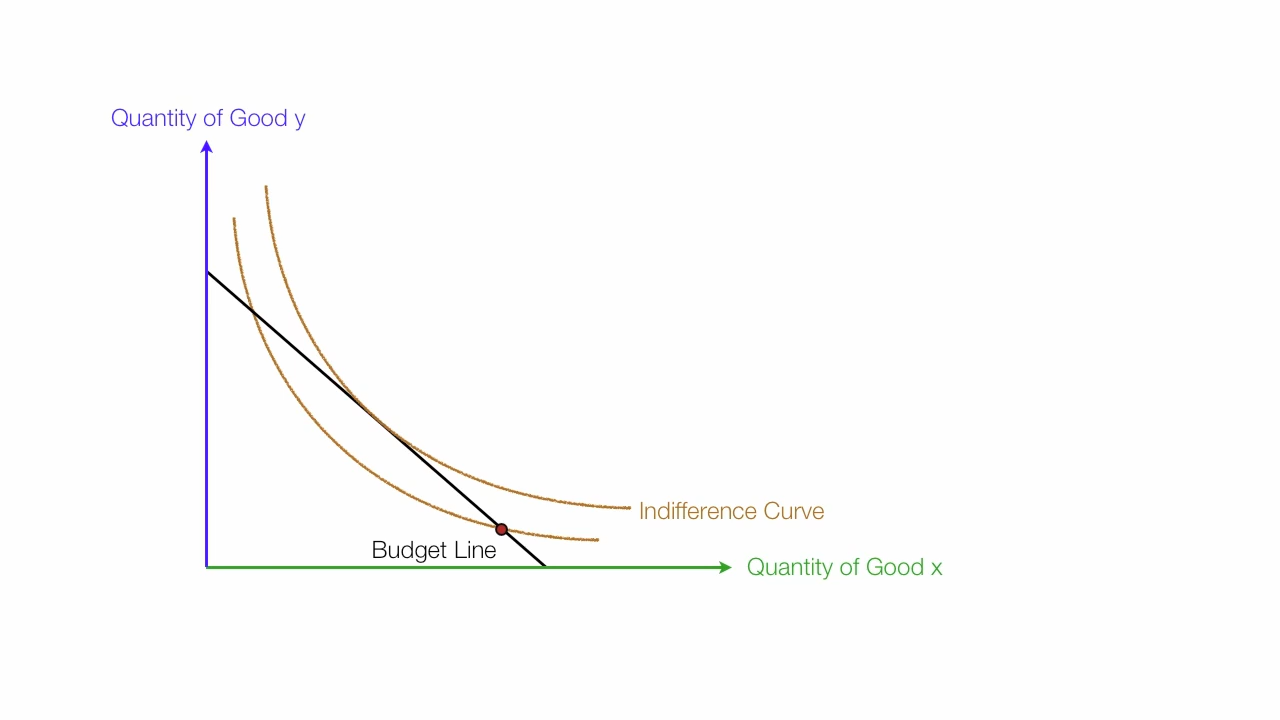 Quantity of Good y
Indifference Curve
Budget Line
Quantity of Good x